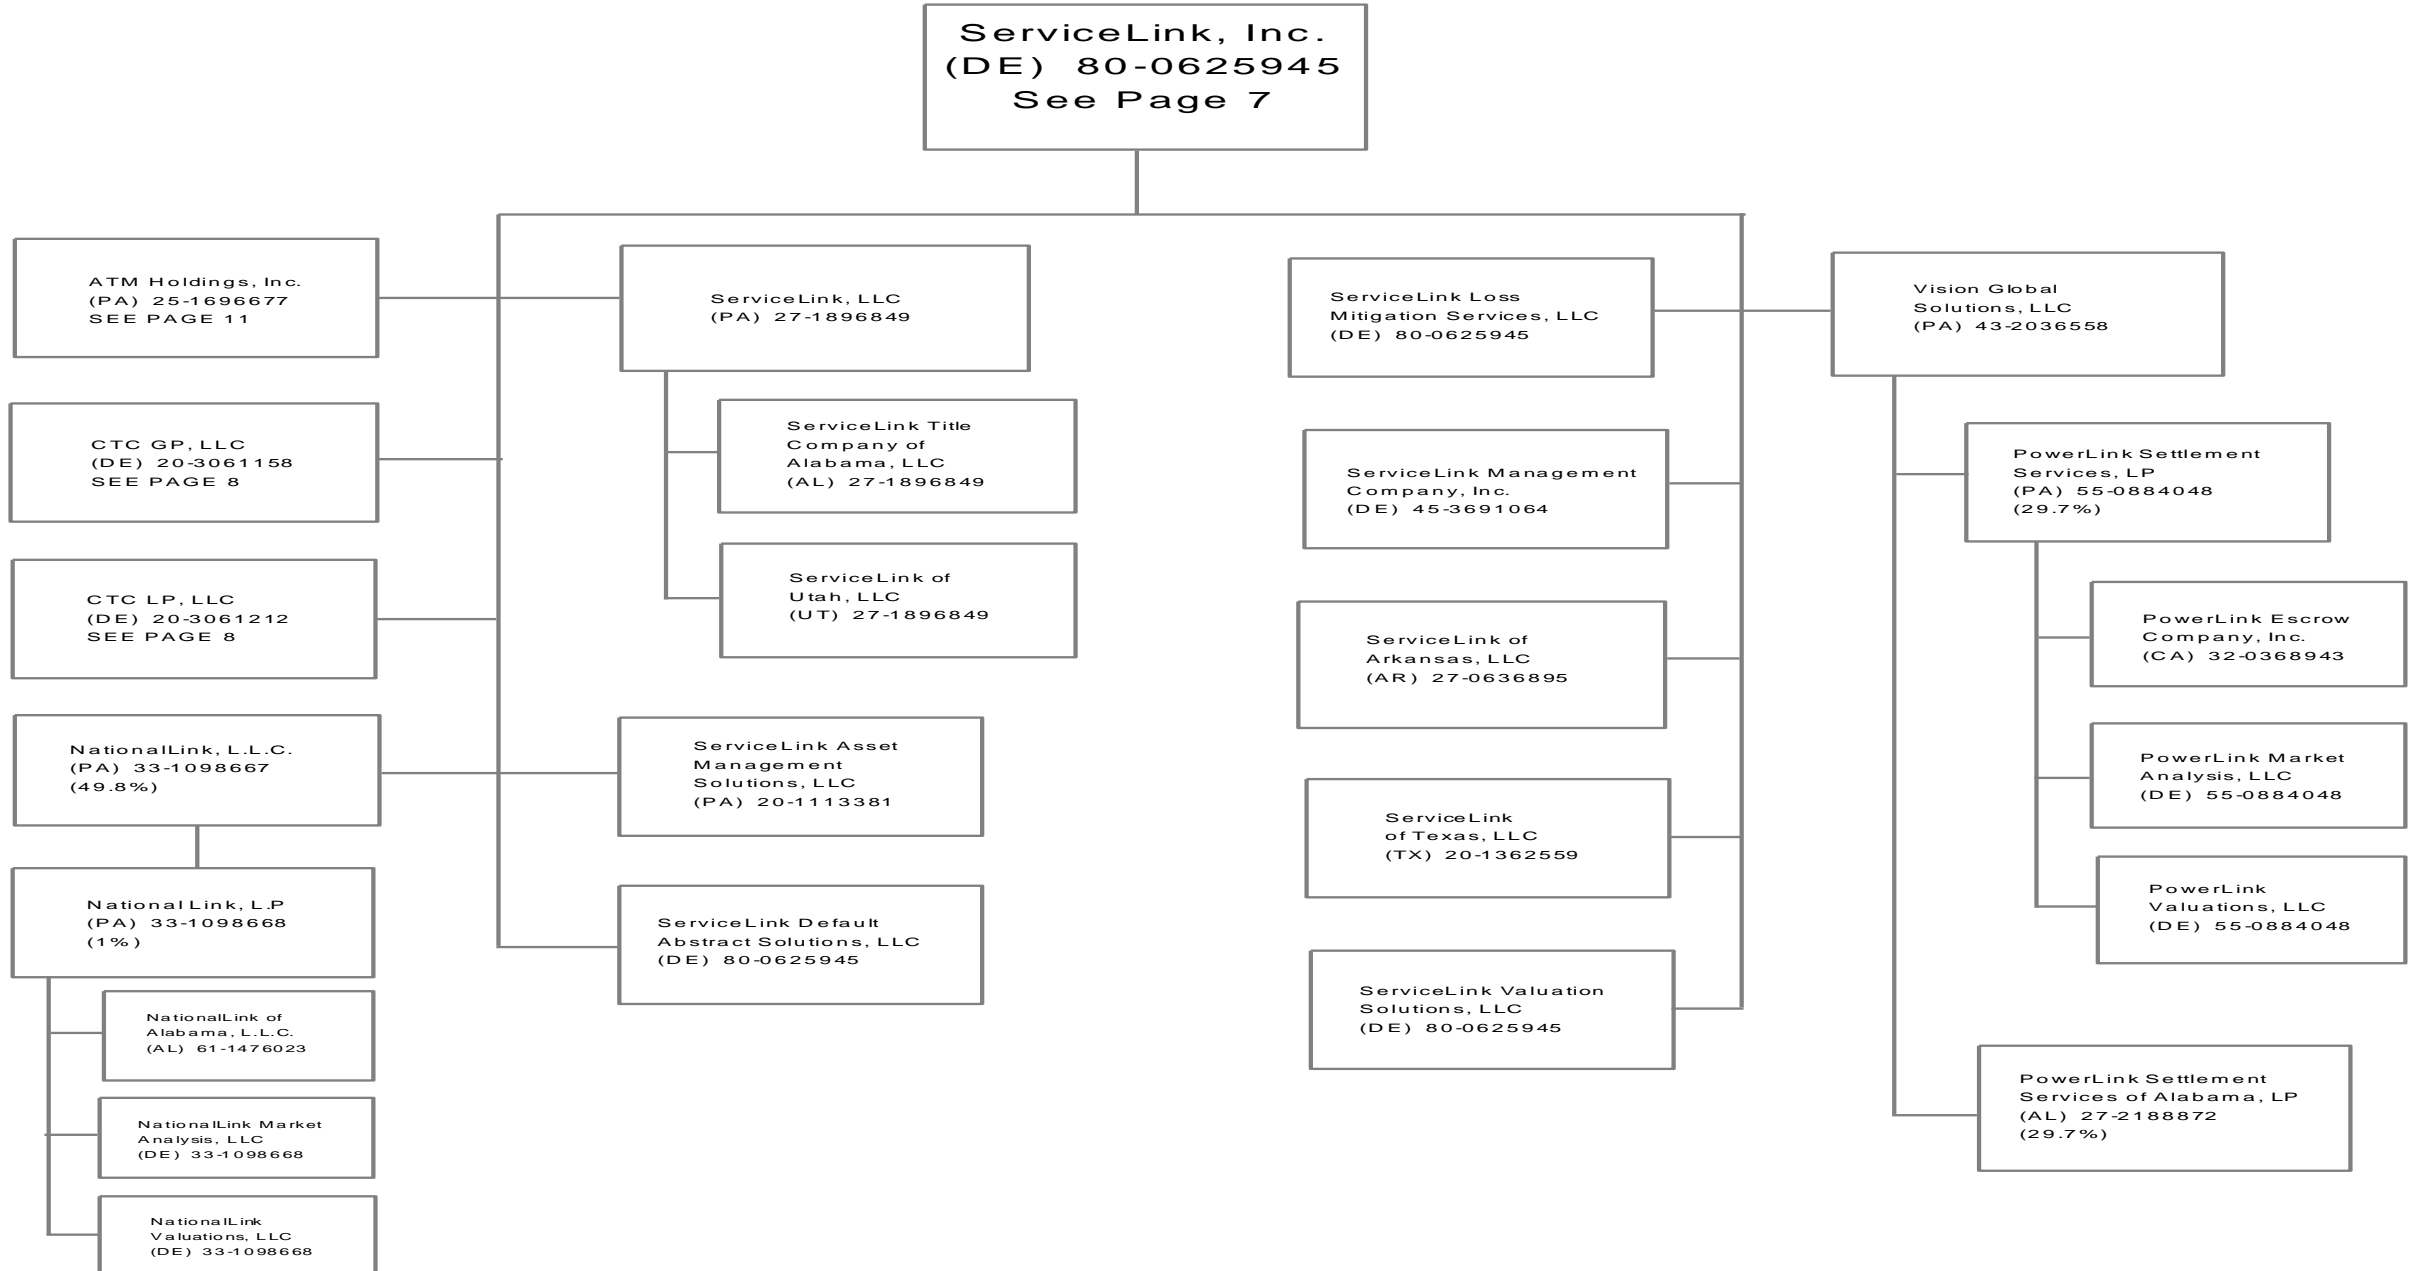 ServiceLink, Inc.
(DE) 80-0625945
See Page 7
ATM Holdings, Inc.
(PA) 25-1696677
SEE PAGE 11
CTC GP, LLC
(DE) 20-3061158
SEE PAGE 8
CTC LP, LLC
(DE) 20-3061212
SEE PAGE 8
NationalLink, L.L.C.
(PA) 33-1098667
(49.8%)
National Link, L.P
(PA) 33-1098668
(1%)
NationalLink of
Alabama, L.L.C.
(AL) 61-1476023
NationalLink Market
Analysis, LLC
(DE) 33-1098668
NationalLink
Valuations, LLC
(DE) 33-1098668
ServiceLink, LLC
(PA) 27-1896849
ServiceLink Title
Company of
Alabama, LLC
(AL) 27-1896849
ServiceLink of
Utah, LLC
(UT) 27-1896849
ServiceLink Asset
Management
Solutions, LLC
(PA) 20-1113381
ServiceLink Default
Abstract Solutions, LLC
(DE) 80-0625945
ServiceLink Loss
Mitigation Services, LLC
(DE) 80-0625945
ServiceLink Management
Company, Inc.
(DE) 45-3691064
ServiceLink of
Arkansas, LLC
(AR) 27-0636895
ServiceLink
of Texas, LLC
(TX) 20-1362559
ServiceLink Valuation
Solutions, LLC
(DE) 80-0625945
Vision Global
Solutions, LLC
(PA) 43-2036558
PowerLink Settlement
Services, LP
(PA) 55-0884048
(29.7%)
PowerLink Escrow
Company, Inc.
(CA) 32-0368943
PowerLink Market
Analysis, LLC
(DE) 55-0884048
PowerLink
Valuations, LLC
(DE) 55-0884048
PowerLink Settlement
Services of Alabama, LP
(AL) 27-2188872
(29.7%)